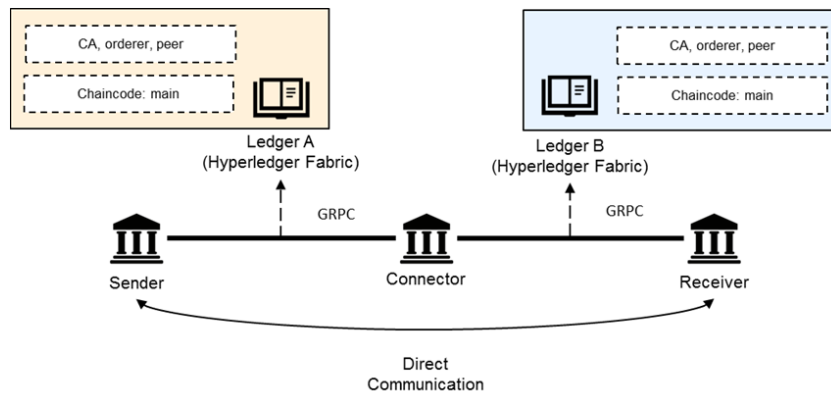 CA, orderer, peer
Chaincode: main
Ledger A
(Hyperledger Fabric)
CA, orderer, peer
Chaincode: main
Ledger B
(Hyperledger Fabric)
GRPC
GRPC
Sender
Connector
Receiver
Direct
Communication